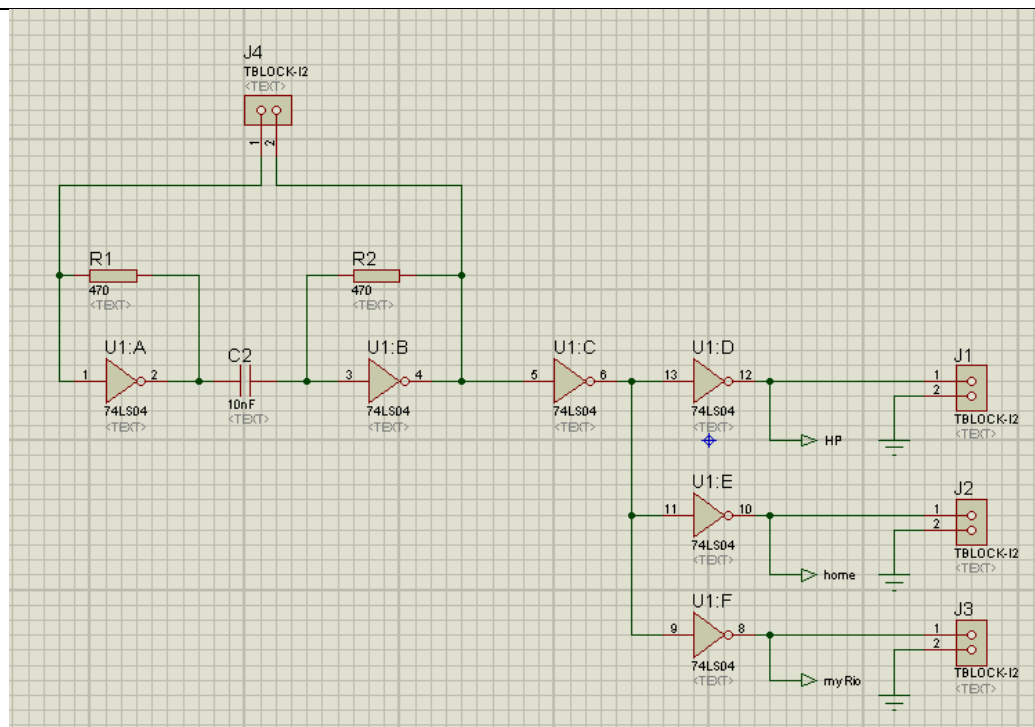 J4
TBLOCK-I2
<TEXT>
1
2
R1
470
<TEXT>
R2
470
<TEXT>
U1:A
1
2
74LS04
<TEXT>
C2
10nF
<TEXT>
U1:B
3
4
74LS04
<TEXT>
U1:C
5
6
74LS04
<TEXT>
U1:D
13
12
74LS04
<TEXT>
HP
J1
1
2
TBLOCK-I2
<TEXT>
U1:E
11
10
74LS04
<TEXT>
home
J2
1
2
TBLOCK-I2
<TEXT>
U1:F
9
8
74LS04
<TEXT>
myRio
J3
1
2
TBLOCK-I2
<TEXT>